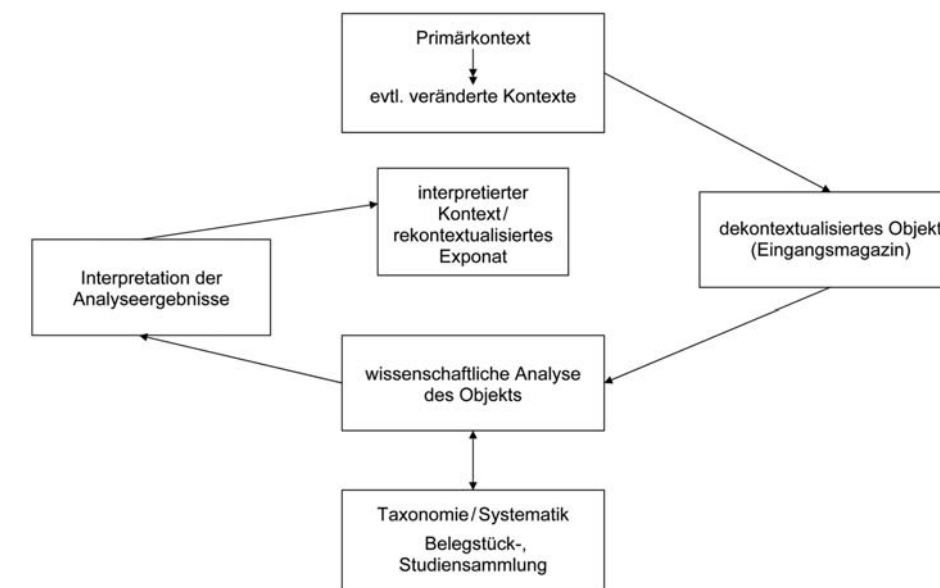 Primärkontext
evtl. veränderte Kontexte
interpretierter
Kontext/
rekontextualisiertes
Exponat
dekontextualisiertes Objekt
(Eingangsmagazin)
Interpretation der
Analyseergebnisse
wissenschaftliche Analyse
des Objekts
Taxonomie/Systematik
Belegstück-,
Studiensammlung